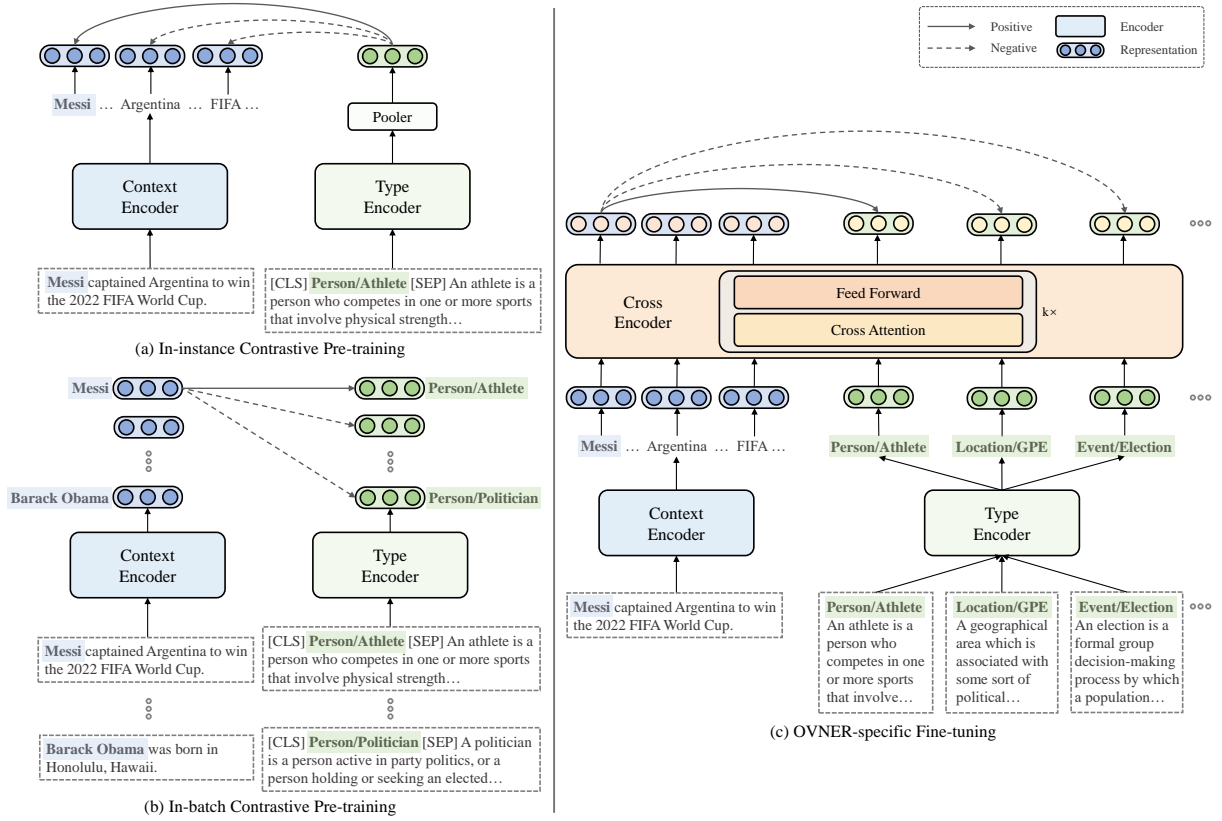 Messi … Argentina … FIFA …
Pooler
Context
Encoder
Type
Encoder
Messi captained Argentina to win
the 2022 FIFA World Cup.
[CLS] Person/Athlete [SEP] An athlete is a
person who competes in one or more sports
that involve physical strength…
(a) In-instance Contrastive Pre-training
Messi
Person/Athlete
Barack Obama
Person/Politician
Context
Encoder
Type
Encoder
Messi captained Argentina to win
the 2022 FIFA World Cup.
[CLS] Person/Athlete [SEP] An athlete is a
person who competes in one or more sports
that involve physical strength…
Barack Obama was born in
Honolulu, Hawaii.
[CLS] Person/Politician [SEP] A politician
is a person active in party politics, or a
person holding or seeking an elected…
(b) In-batch Contrastive Pre-training
Positive
Negative
Encoder
Representation
Cross
Encoder
Feed Forward
Cross Attention
k×
Messi … Argentina … FIFA …
Person/Athlete
Location/GPE
Event/Election
Context
Encoder
Type
Encoder
Messi captained Argentina to win
the 2022 FIFA World Cup.
Person/Athlete
An athlete is a
person who
competes in one
or more sports
that involve…
Location/GPE
A geographical
area which is
associated with
some sort of
political…
Event/Election
An election is a
formal group
decision-making
process by which
a population…
(c) OVNER-specific Fine-tuning